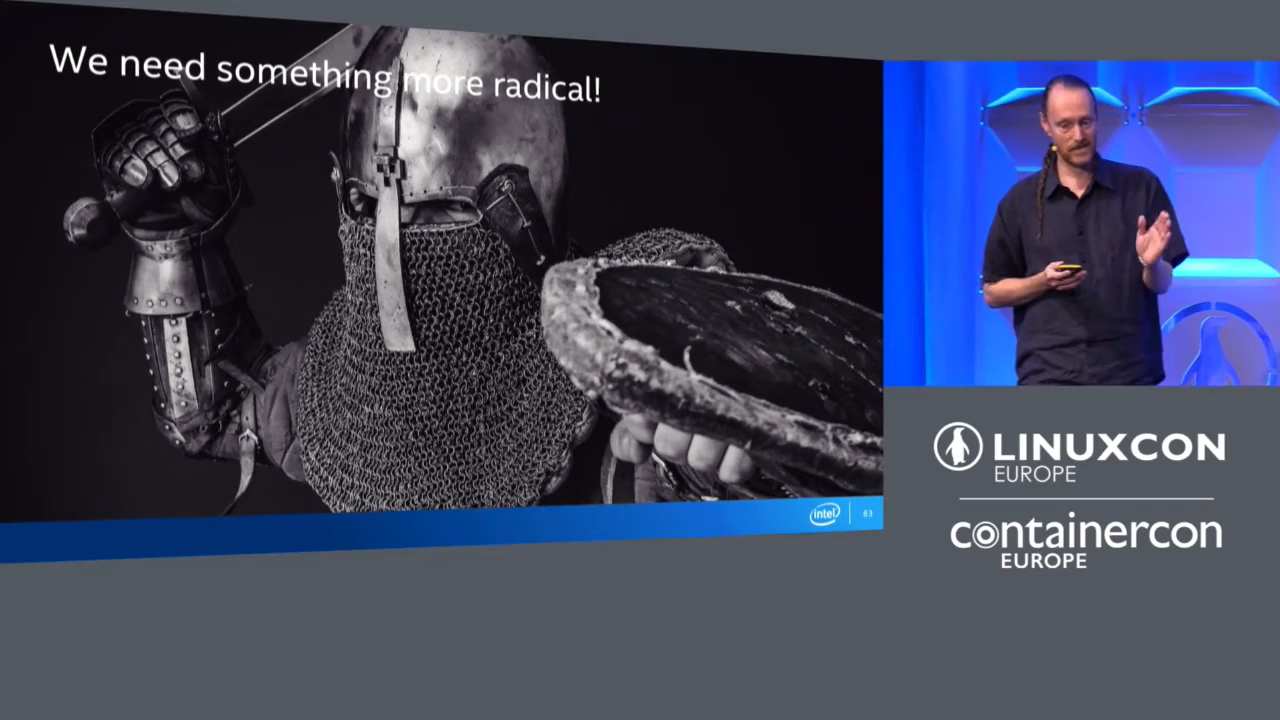 We need something more radical!
intel
83
LINUXCON
EUROPE
containercon
EUROPE